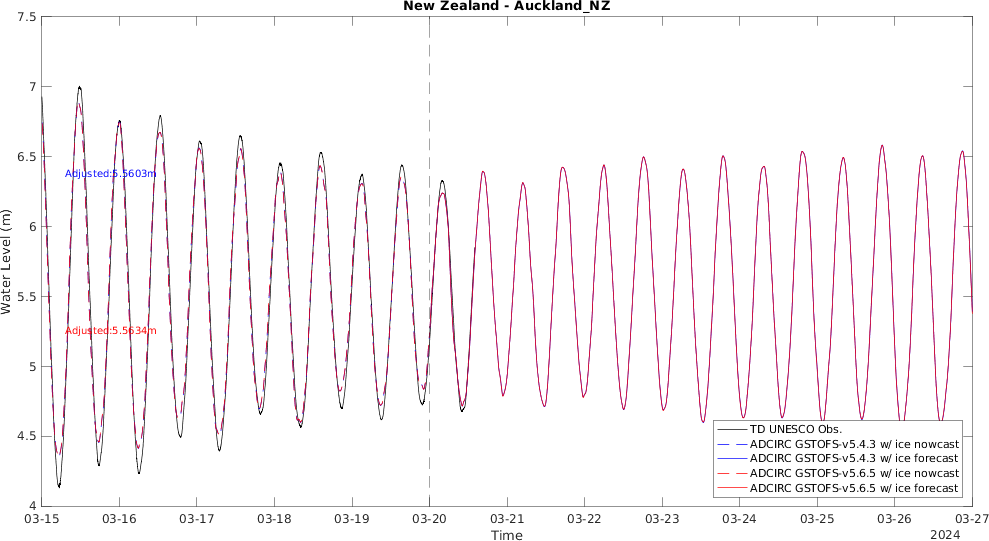 New Zealand - Auckland_NZ
7.5
7
6.5
6
5.5
5
4.5
4
Water Level (m)
Adjusted:5.5603m
Adjusted:5.5634m
TD UNESCO Obs.
ADCIRC GSTOFS-v5.4.3 w/ ice nowcast
ADCIRC GSTOFS-v5.4.3 w/ ice forecast
ADCIRC GSTOFS-v5.6.5 w/ ice nowcast
ADCIRC GSTOFS-v5.6.5 w/ ice forecast
03-15 03-16 03-17 03-18 03-19 03-20 03-21 03-22 03-23 03-24 03-25 03-26 03-27
Time
2024